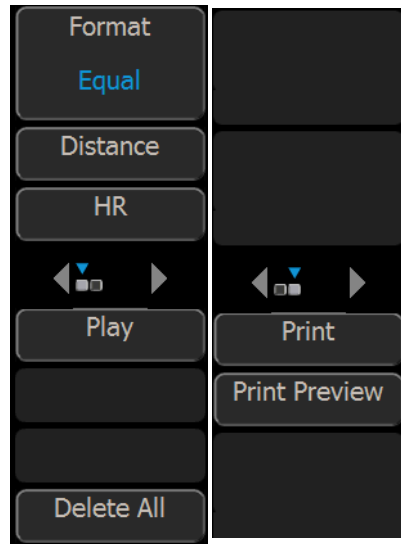 Format
Equal
Distance
HR
Play
Delete All
Print
Print Preview